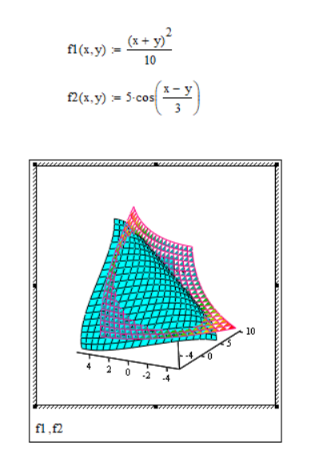 f1(x,y) := (x + y)^2 / 10
f2(x,y) := 5·cos((x − y) / 3)
10
5
0
-4
4 2 0 -2 -4
f1,f2